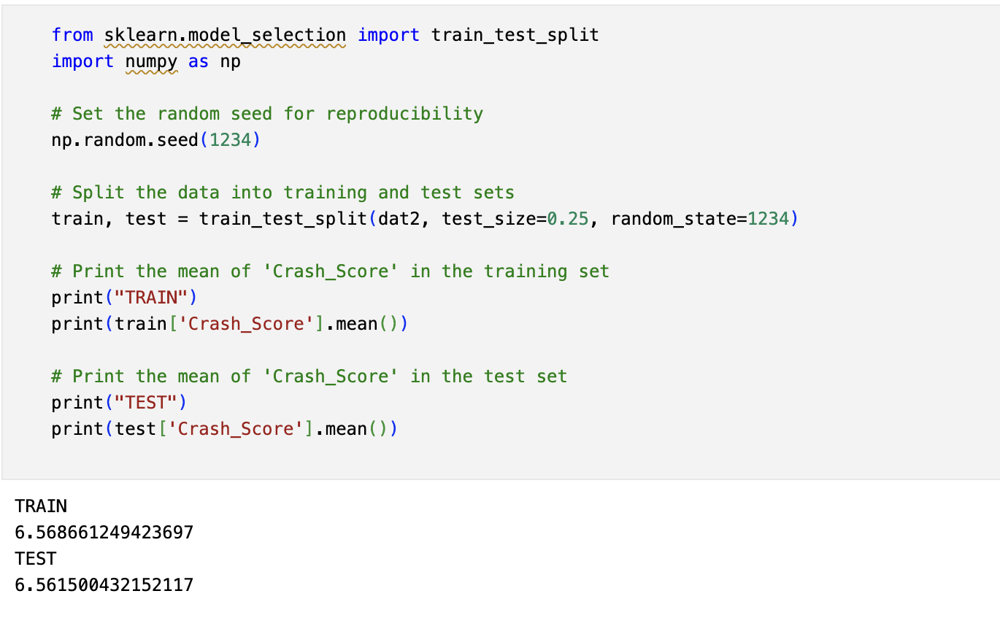 from sklearn.model_selection import train_test_split
import numpy as np
# Set the random seed for reproducibility
np.random.seed(1234)
# Split the data into training and test sets
train, test = train_test_split(dat2, test_size=0.25, random_state=1234)
# Print the mean of 'Crash_Score' in the training set
print("TRAIN")
print(train['Crash_Score'].mean())
# Print the mean of 'Crash_Score' in the test set
print("TEST")
print(test['Crash_Score'].mean())
TRAIN
6.568661249423697
TEST
6.561500432152117